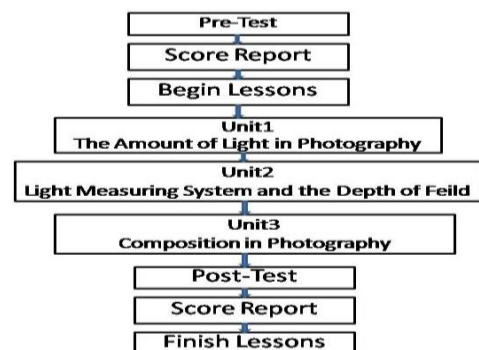 Pre-Test
Score Report
Begin Lessons
Unit1
The Amount of Light in Photography
Unit2
Light Measuring System and the Depth of Feild
Unit3
Composition in Photography
Post-Test
Score Report
Finish Lessons